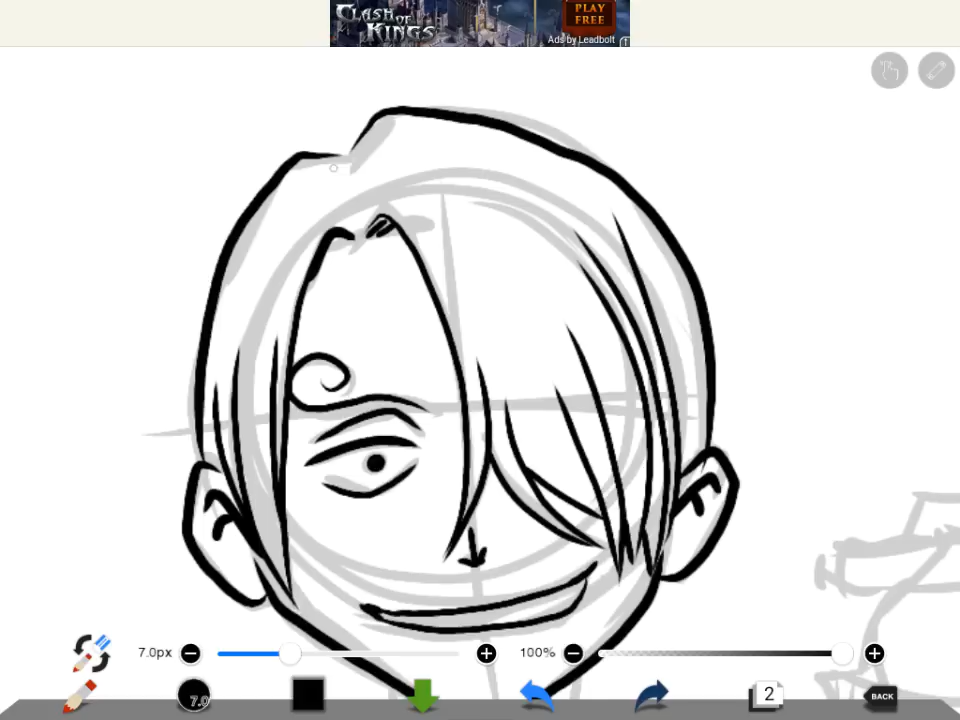 CLASH OF
KINGS
PLAY
FREE
Ads by Leadbolt
7.0px
100%
7.0
2
BACK